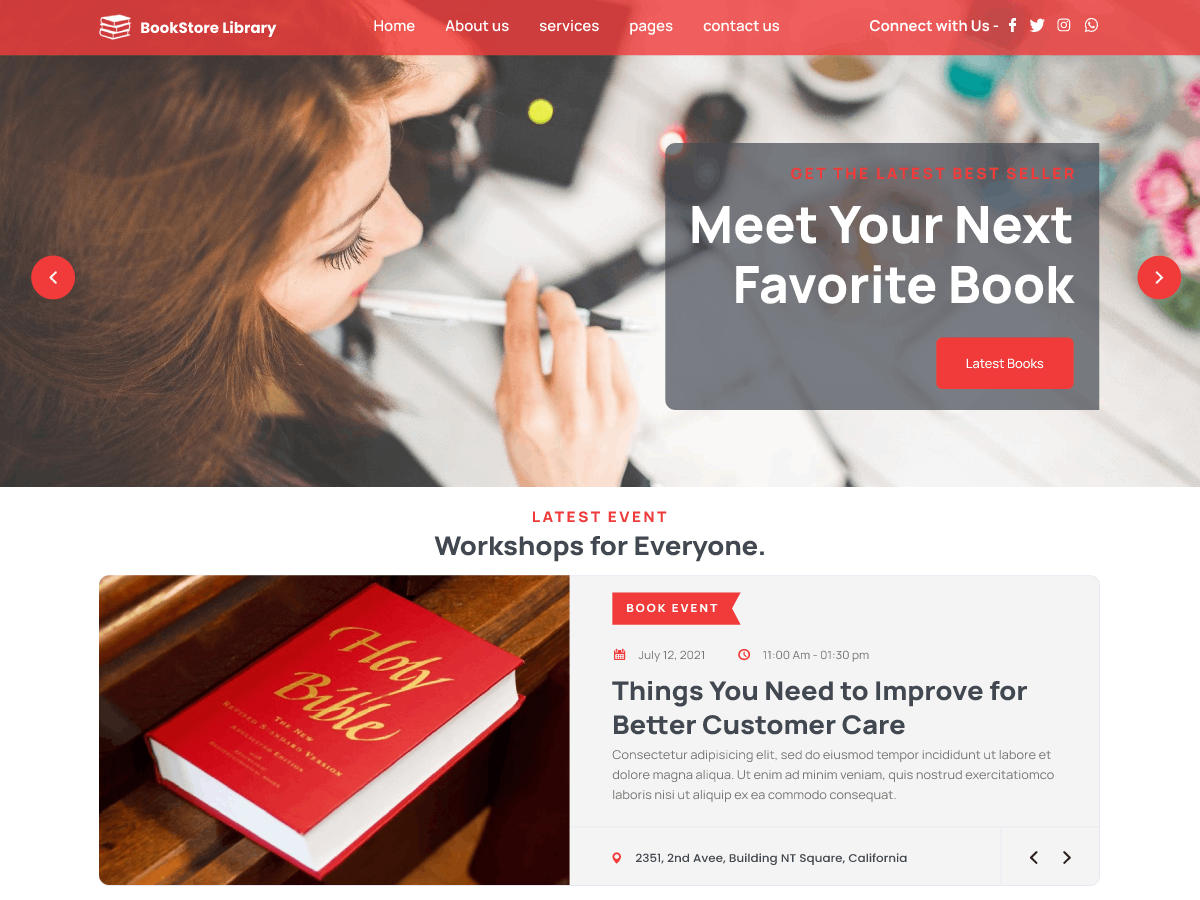 BookStore Library
Home About us services pages contact us
Connect with Us -
GET THE LATEST BEST SELLER
Meet Your Next
Favorite Book
Latest Books
LATEST EVENT
Workshops for Everyone.
Holy
Bible
THE NEW
REVISED STANDARD VERSION
BOOK EVENT
July 12, 2021 11:00 Am - 01:30 pm
Things You Need to Improve for
Better Customer Care
Consectetur adipisicing elit, sed do eiusmod tempor incididunt ut labore et
dolore magna aliqua. Ut enim ad minim veniam, quis nostrud exercitatiomco
laboris nisi ut aliquip ex ea commodo consequat.
2351, 2nd Avee, Building NT Square, California